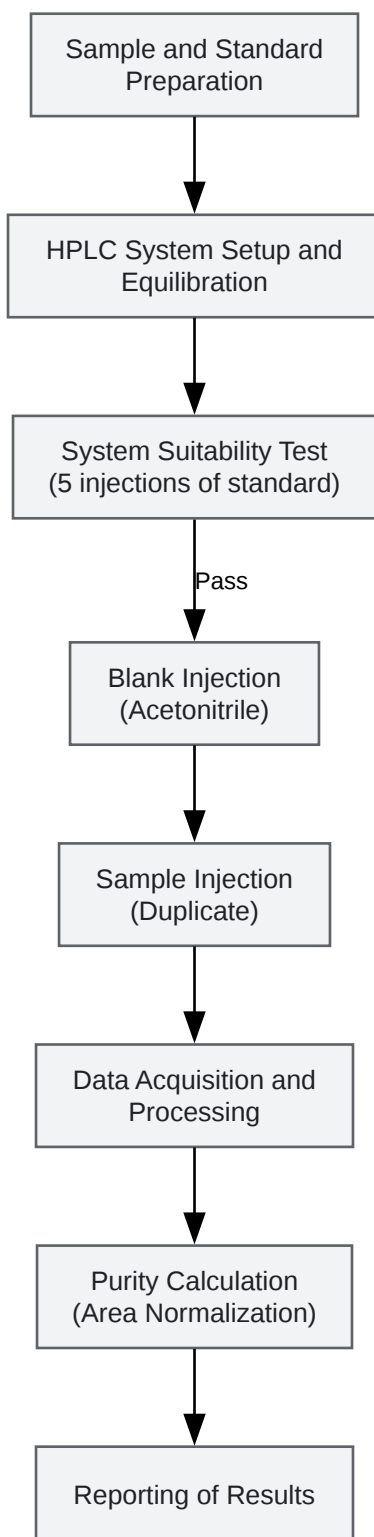 Sample and Standard
Preparation
HPLC System Setup and
Equilibration
System Suitability Test
(5 injections of standard)
Pass
Blank Injection
(Acetonitrile)
Sample Injection
(Duplicate)
Data Acquisition and
Processing
Purity Calculation
(Area Normalization)
Reporting of Results